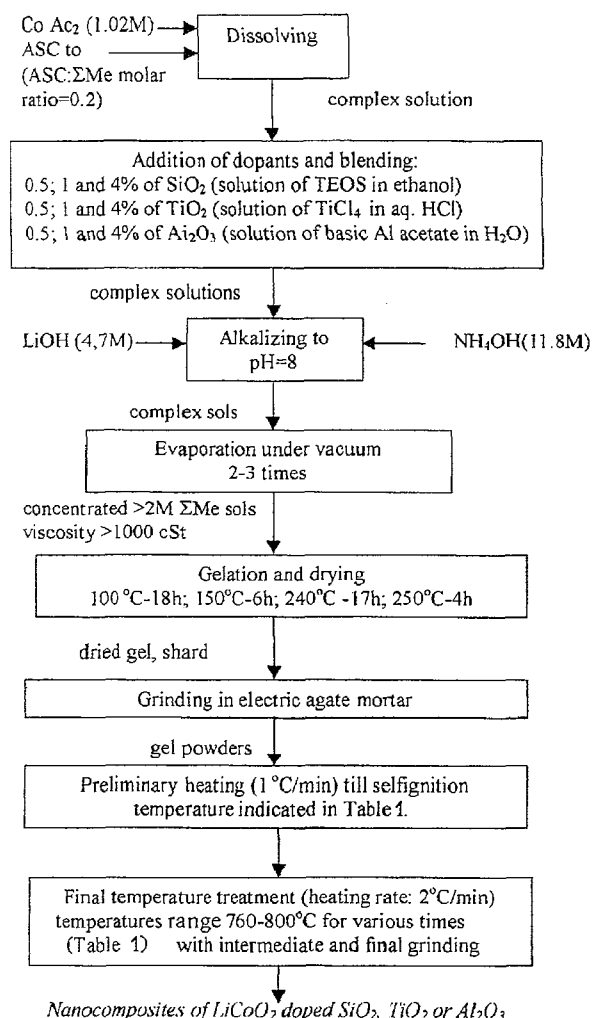 Co Ac₂ (1.02M)
ASC to
(ASC:ΣMe molar
ratio=0.2)
Dissolving
complex solution
Addition of dopants and blending:
0.5; 1 and 4% of SiO₂ (solution of TEOS in ethanol)
0.5; 1 and 4% of TiO₂ (solution of TiCl₄ in aq. HCl)
0.5; 1 and 4% of Ai₂O₃ (solution of basic Al acetate in H₂O)
complex solutions
LiOH (4,7M)
Alkalizing to
pH=8
NH₄OH(11.8M)
complex sols
Evaporation under vacuum
2-3 times
concentrated >2M ΣMe sols
viscosity >1000 cSt
Gelation and drying
100 °C-18h; 150°C-6h; 240°C -17h; 250°C-4h
dried gel, shard
Grinding in electric agate mortar
gel powders
Preliminary heating (1 °C/min) till selfignition
temperature indicated in Table 1.
Final temperature treatment (heating rate: 2°C/min)
temperatures range 760-800°C for various times
(Table 1) with intermediate and final grinding
Nanocomposites of LiCoO₂ doped SiO₂, TiO₂ or Al₂O₃